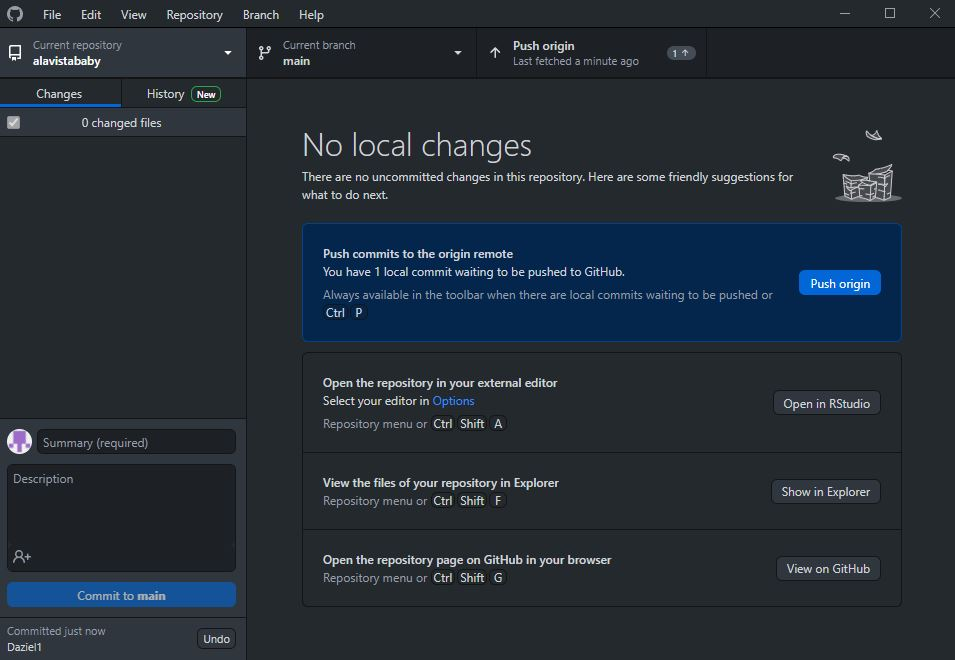 File Edit View Repository Branch Help
Current repository
alavistababy
Current branch
main
Push origin
Last fetched a minute ago
1
Changes
History New
0 changed files
No local changes
There are no uncommitted changes in this repository. Here are some friendly suggestions for
what to do next.
Push commits to the origin remote
You have 1 local commit waiting to be pushed to GitHub.
Always available in the toolbar when there are local commits waiting to be pushed or
Ctrl P
Push origin
Open the repository in your external editor
Select your editor in Options
Repository menu or Ctrl Shift A
Open in RStudio
View the files of your repository in Explorer
Repository menu or Ctrl Shift F
Show in Explorer
Open the repository page on GitHub in your browser
Repository menu or Ctrl Shift G
View on GitHub
Summary (required)
Description
Commit to main
Committed just now
Daziel1
Undo